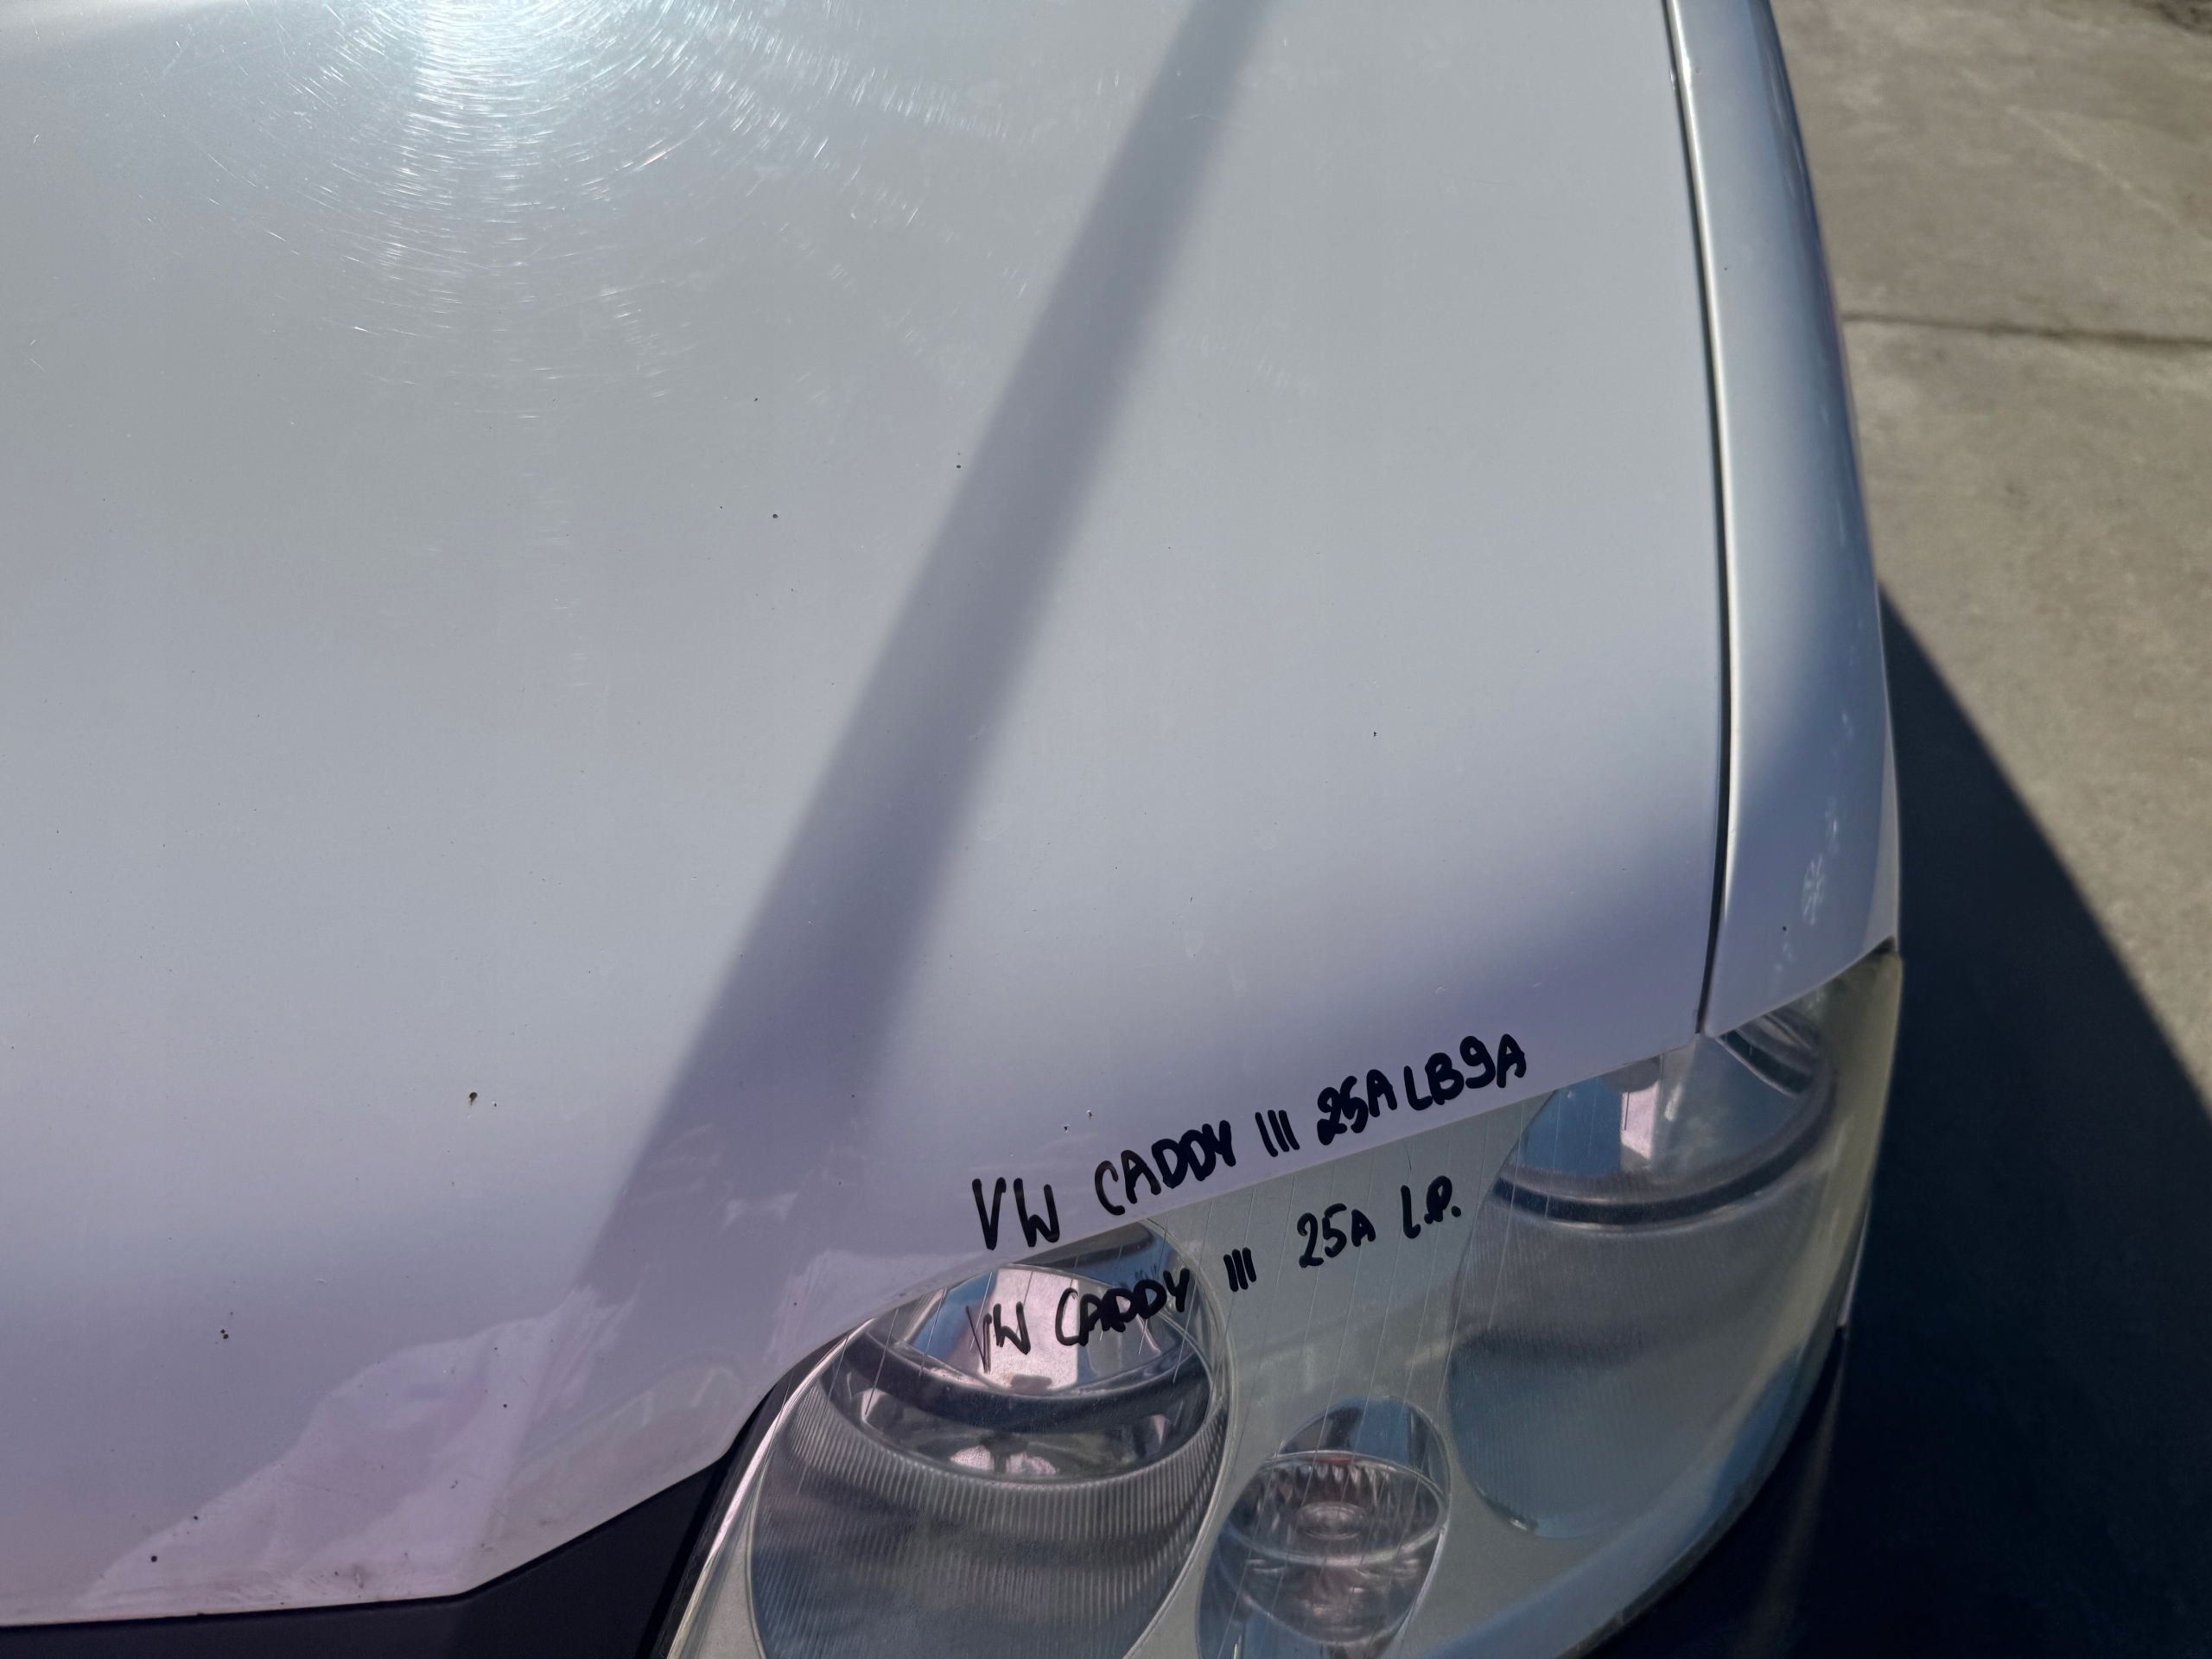 VW CADDY III 25A LB9A
VW CADDY III 25A L.P.